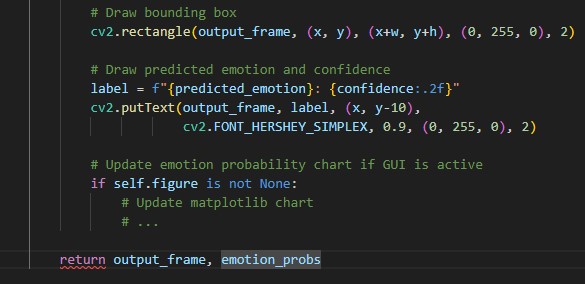 # Draw bounding box
cv2.rectangle(output_frame, (x, y), (x+w, y+h), (0, 255, 0), 2)
# Draw predicted emotion and confidence
label = f"{predicted_emotion}: {confidence:.2f}"
cv2.putText(output_frame, label, (x, y-10),
cv2.FONT_HERSHEY_SIMPLEX, 0.9, (0, 255, 0), 2)
# Update emotion probability chart if GUI is active
if self.figure is not None:
# Update matplotlib chart
# ...
return output_frame, emotion_probs